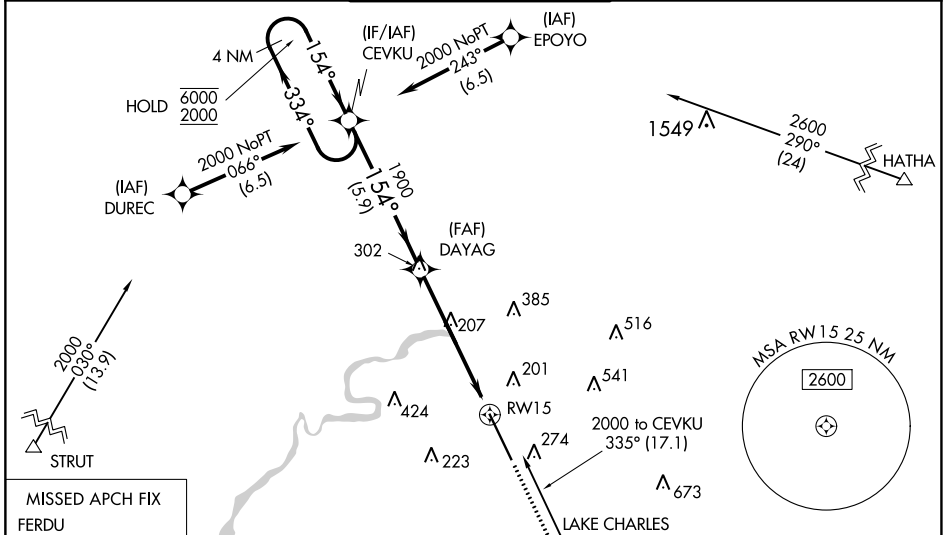 (IAF)
EPOYO
(IF/IAF)
CEVKU
2000 NoPT
243°
(6.5)
4 NM
154°
334°
HOLD
6000
2000
1549
2600
290°
(24)
HATHA
2000 NoPT
066°
(6.5)
(IAF)
DUREC
1900
154°
(5.9)
(FAF)
DAYAG
302
385
207
516
MSA RW15 25 NM
2600
2000
030°
(13.9)
201
541
424
RW15
2000 to CEVKU
335° (17.1)
223
274
STRUT
673
MISSED APCH FIX
FERDU
LAKE CHARLES